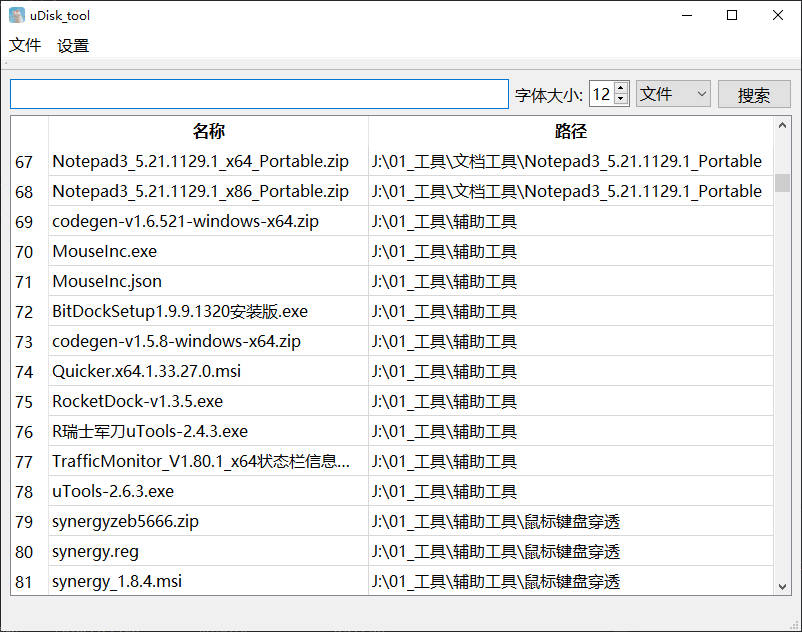 uDisk_tool
文件 设置
字体大小: 12 文件 搜索
名称 路径
67 Notepad3_5.21.1129.1_x64_Portable.zip J:\01_工具\文档工具\Notepad3_5.21.1129.1_Portable
68 Notepad3_5.21.1129.1_x86_Portable.zip J:\01_工具\文档工具\Notepad3_5.21.1129.1_Portable
69 codegen-v1.6.521-windows-x64.zip J:\01_工具\辅助工具
70 MouseInc.exe J:\01_工具\辅助工具
71 MouseInc.json J:\01_工具\辅助工具
72 BitDockSetup1.9.9.1320安装版.exe J:\01_工具\辅助工具
73 codegen-v1.5.8-windows-x64.zip J:\01_工具\辅助工具
74 Quicker.x64.1.33.27.0.msi J:\01_工具\辅助工具
75 RocketDock-v1.3.5.exe J:\01_工具\辅助工具
76 R瑞士军刀uTools-2.4.3.exe J:\01_工具\辅助工具
77 TrafficMonitor_V1.80.1_x64状态栏信息... J:\01_工具\辅助工具
78 uTools-2.6.3.exe J:\01_工具\辅助工具
79 synergyzeb5666.zip J:\01_工具\辅助工具\鼠标键盘穿透
80 synergy.reg J:\01_工具\辅助工具\鼠标键盘穿透
81 synergy_1.8.4.msi J:\01_工具\辅助工具\鼠标键盘穿透